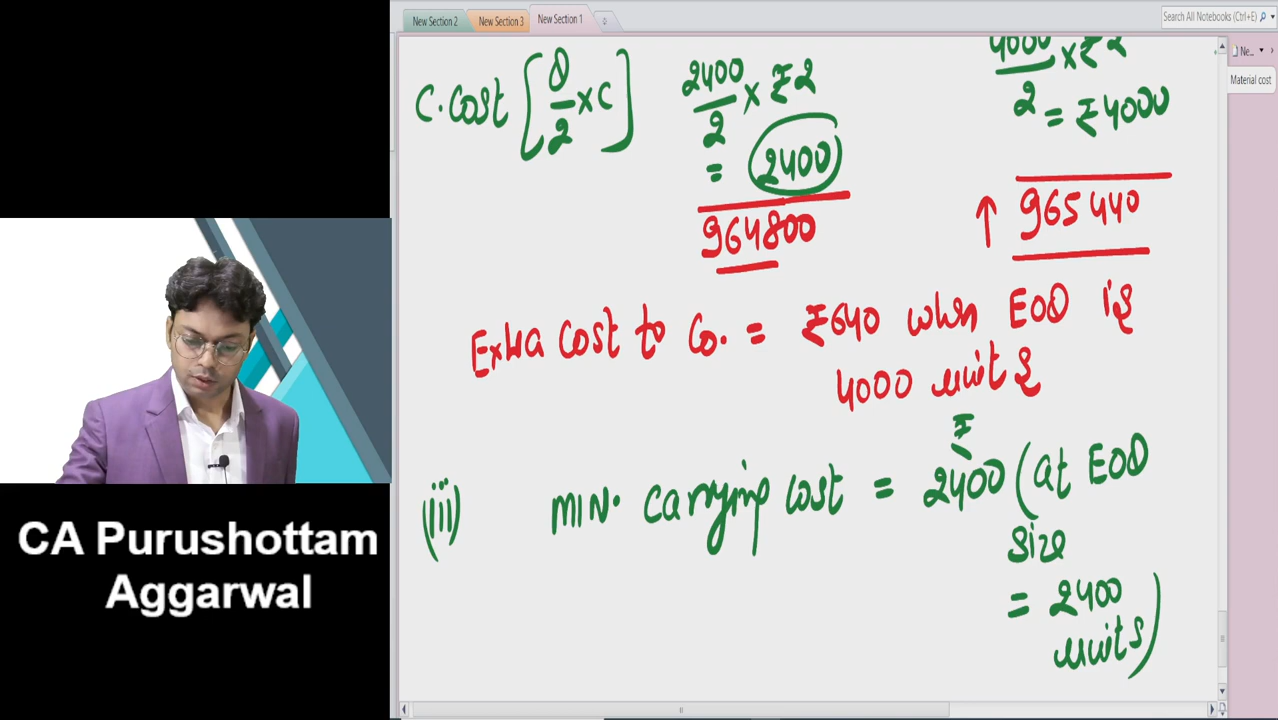 New Section 2
New Section 3
New Section 1
Search All Notebooks (Ctrl+E)
Ne...
Material cost
C.Cost [Q/2 × C]
2400/2 × ₹2
= 2400
964800
4000/2 × ₹2
= ₹4000
↑ 965440
Extra Cost to Co. = ₹640 when EOQ is
4000 units
(iii) MIN. carrying cost = ₹2400 (at EOQ
size
= 2400
units)
CA Purushottam
Aggarwal